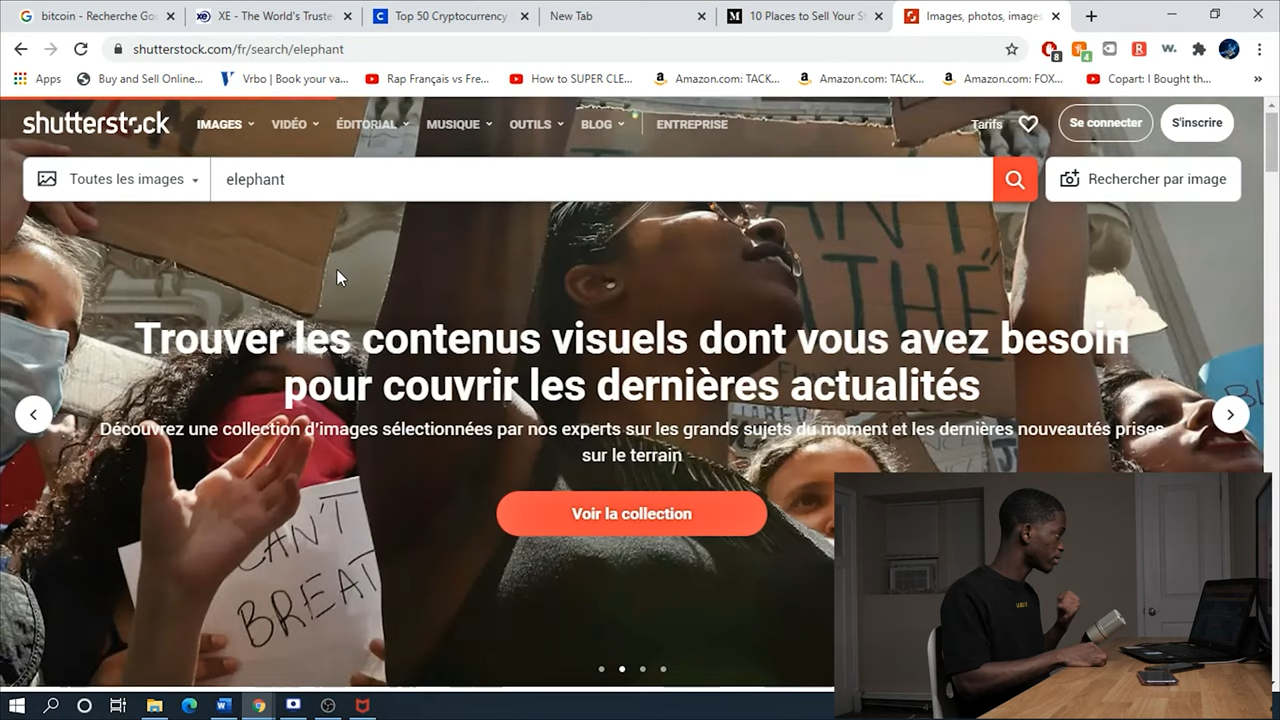 bitcoin - Recherche Go
XE - The World's Truste
Top 50 Cryptocurrency
New Tab
10 Places to Sell Your S
Images, photos, images
shutterstock.com/fr/search/elephant
8
4
R
w.
Apps
Buy and Sell Online...
Vrbo | Book your va...
Rap Français vs Fre...
How to SUPER CLE...
Amazon.com: TACK...
Amazon.com: TACK...
Amazon.com: FOX...
Copart: I Bought th...
»
shutterstock
IMAGES
VIDÉO
ÉDITORIAL
MUSIQUE
OUTILS
BLOG
ENTREPRISE
Tarifs
Se connecter
S'inscrire
Toutes les images
elephant
Rechercher par image
AN'T
THE
Trouver les contenus visuels dont vous avez besoin
pour couvrir les dernières actualités
Découvrez une collection d'images sélectionnées par nos experts sur les grands sujets du moment et les dernières nouveautés prises
sur le terrain
Voir la collection
CAN'T
BREAT